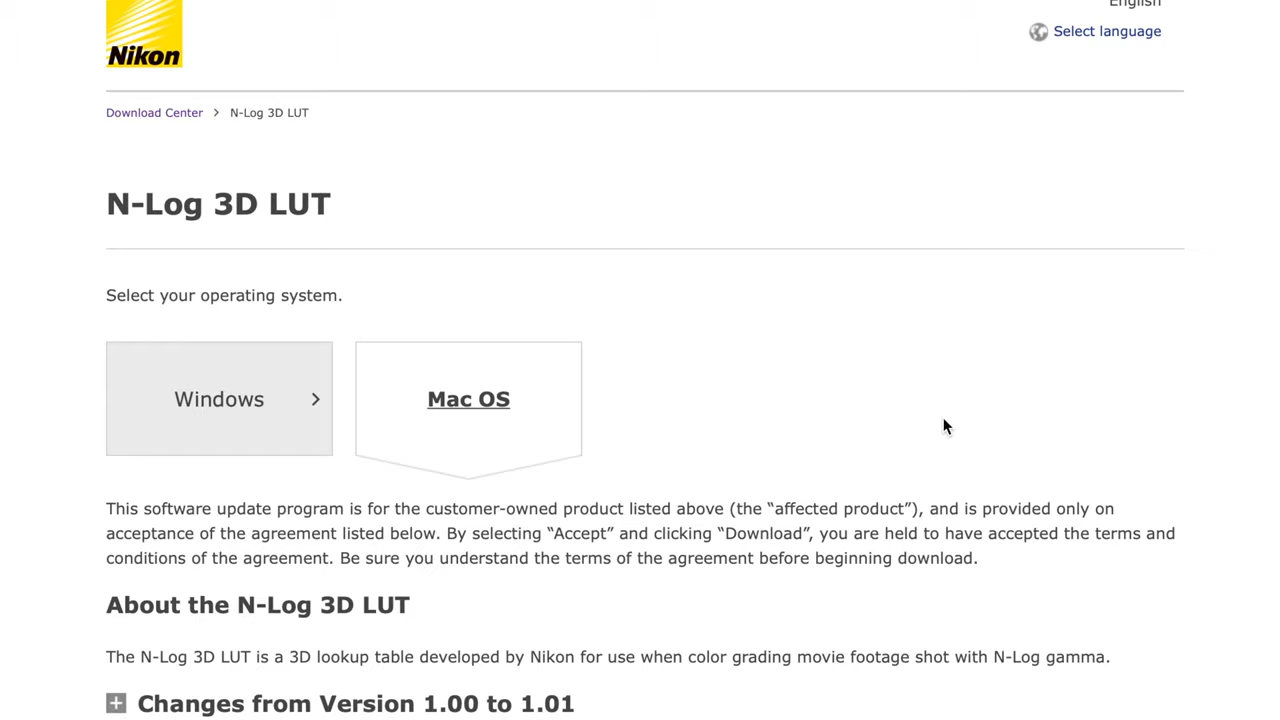 English
Nikon
Select language
Download Center > N-Log 3D LUT
N-Log 3D LUT
Select your operating system.
Windows >
Mac OS
This software update program is for the customer-owned product listed above (the “affected product”), and is provided only on
acceptance of the agreement listed below. By selecting “Accept” and clicking “Download”, you are held to have accepted the terms and
conditions of the agreement. Be sure you understand the terms of the agreement before beginning download.
About the N-Log 3D LUT
The N-Log 3D LUT is a 3D lookup table developed by Nikon for use when color grading movie footage shot with N-Log gamma.
Changes from Version 1.00 to 1.01